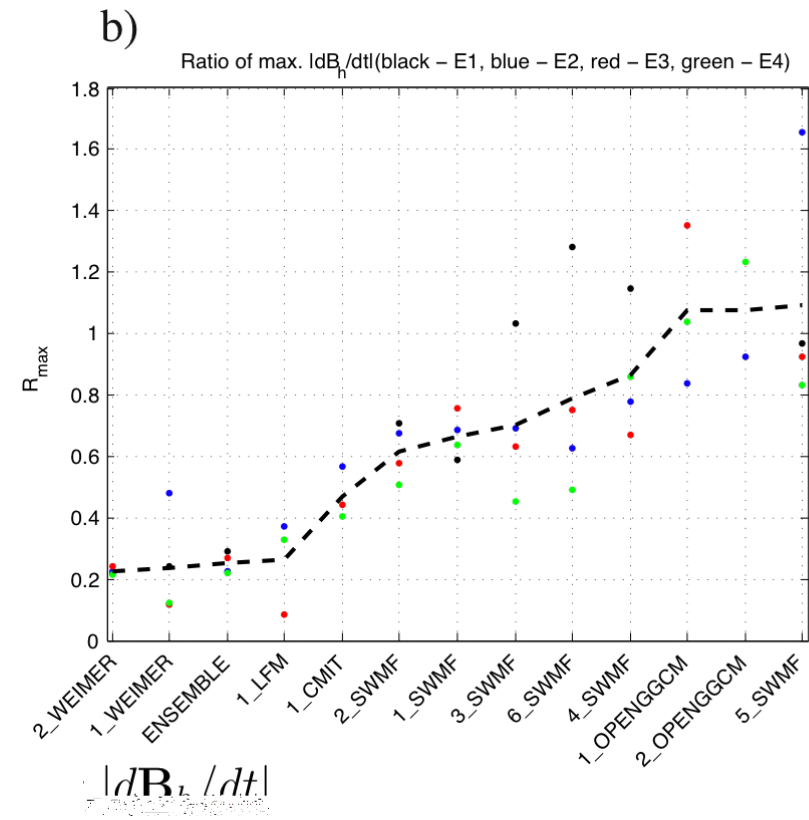 b)
Ratio of max. |dB_h/dt|(black – E1, blue – E2, red – E3, green – E4)
1.8
1.6
1.4
1.2
1
0.8
0.6
0.4
0.2
0
R_max
2_WEIMER
1_WEIMER
ENSEMBLE
1_LFM
1_CMIT
2_SWMF
1_SWMF
3_SWMF
6_SWMF
4_SWMF
1_OPENGGCM
2_OPENGGCM
5_SWMF
|dB_h/dt|